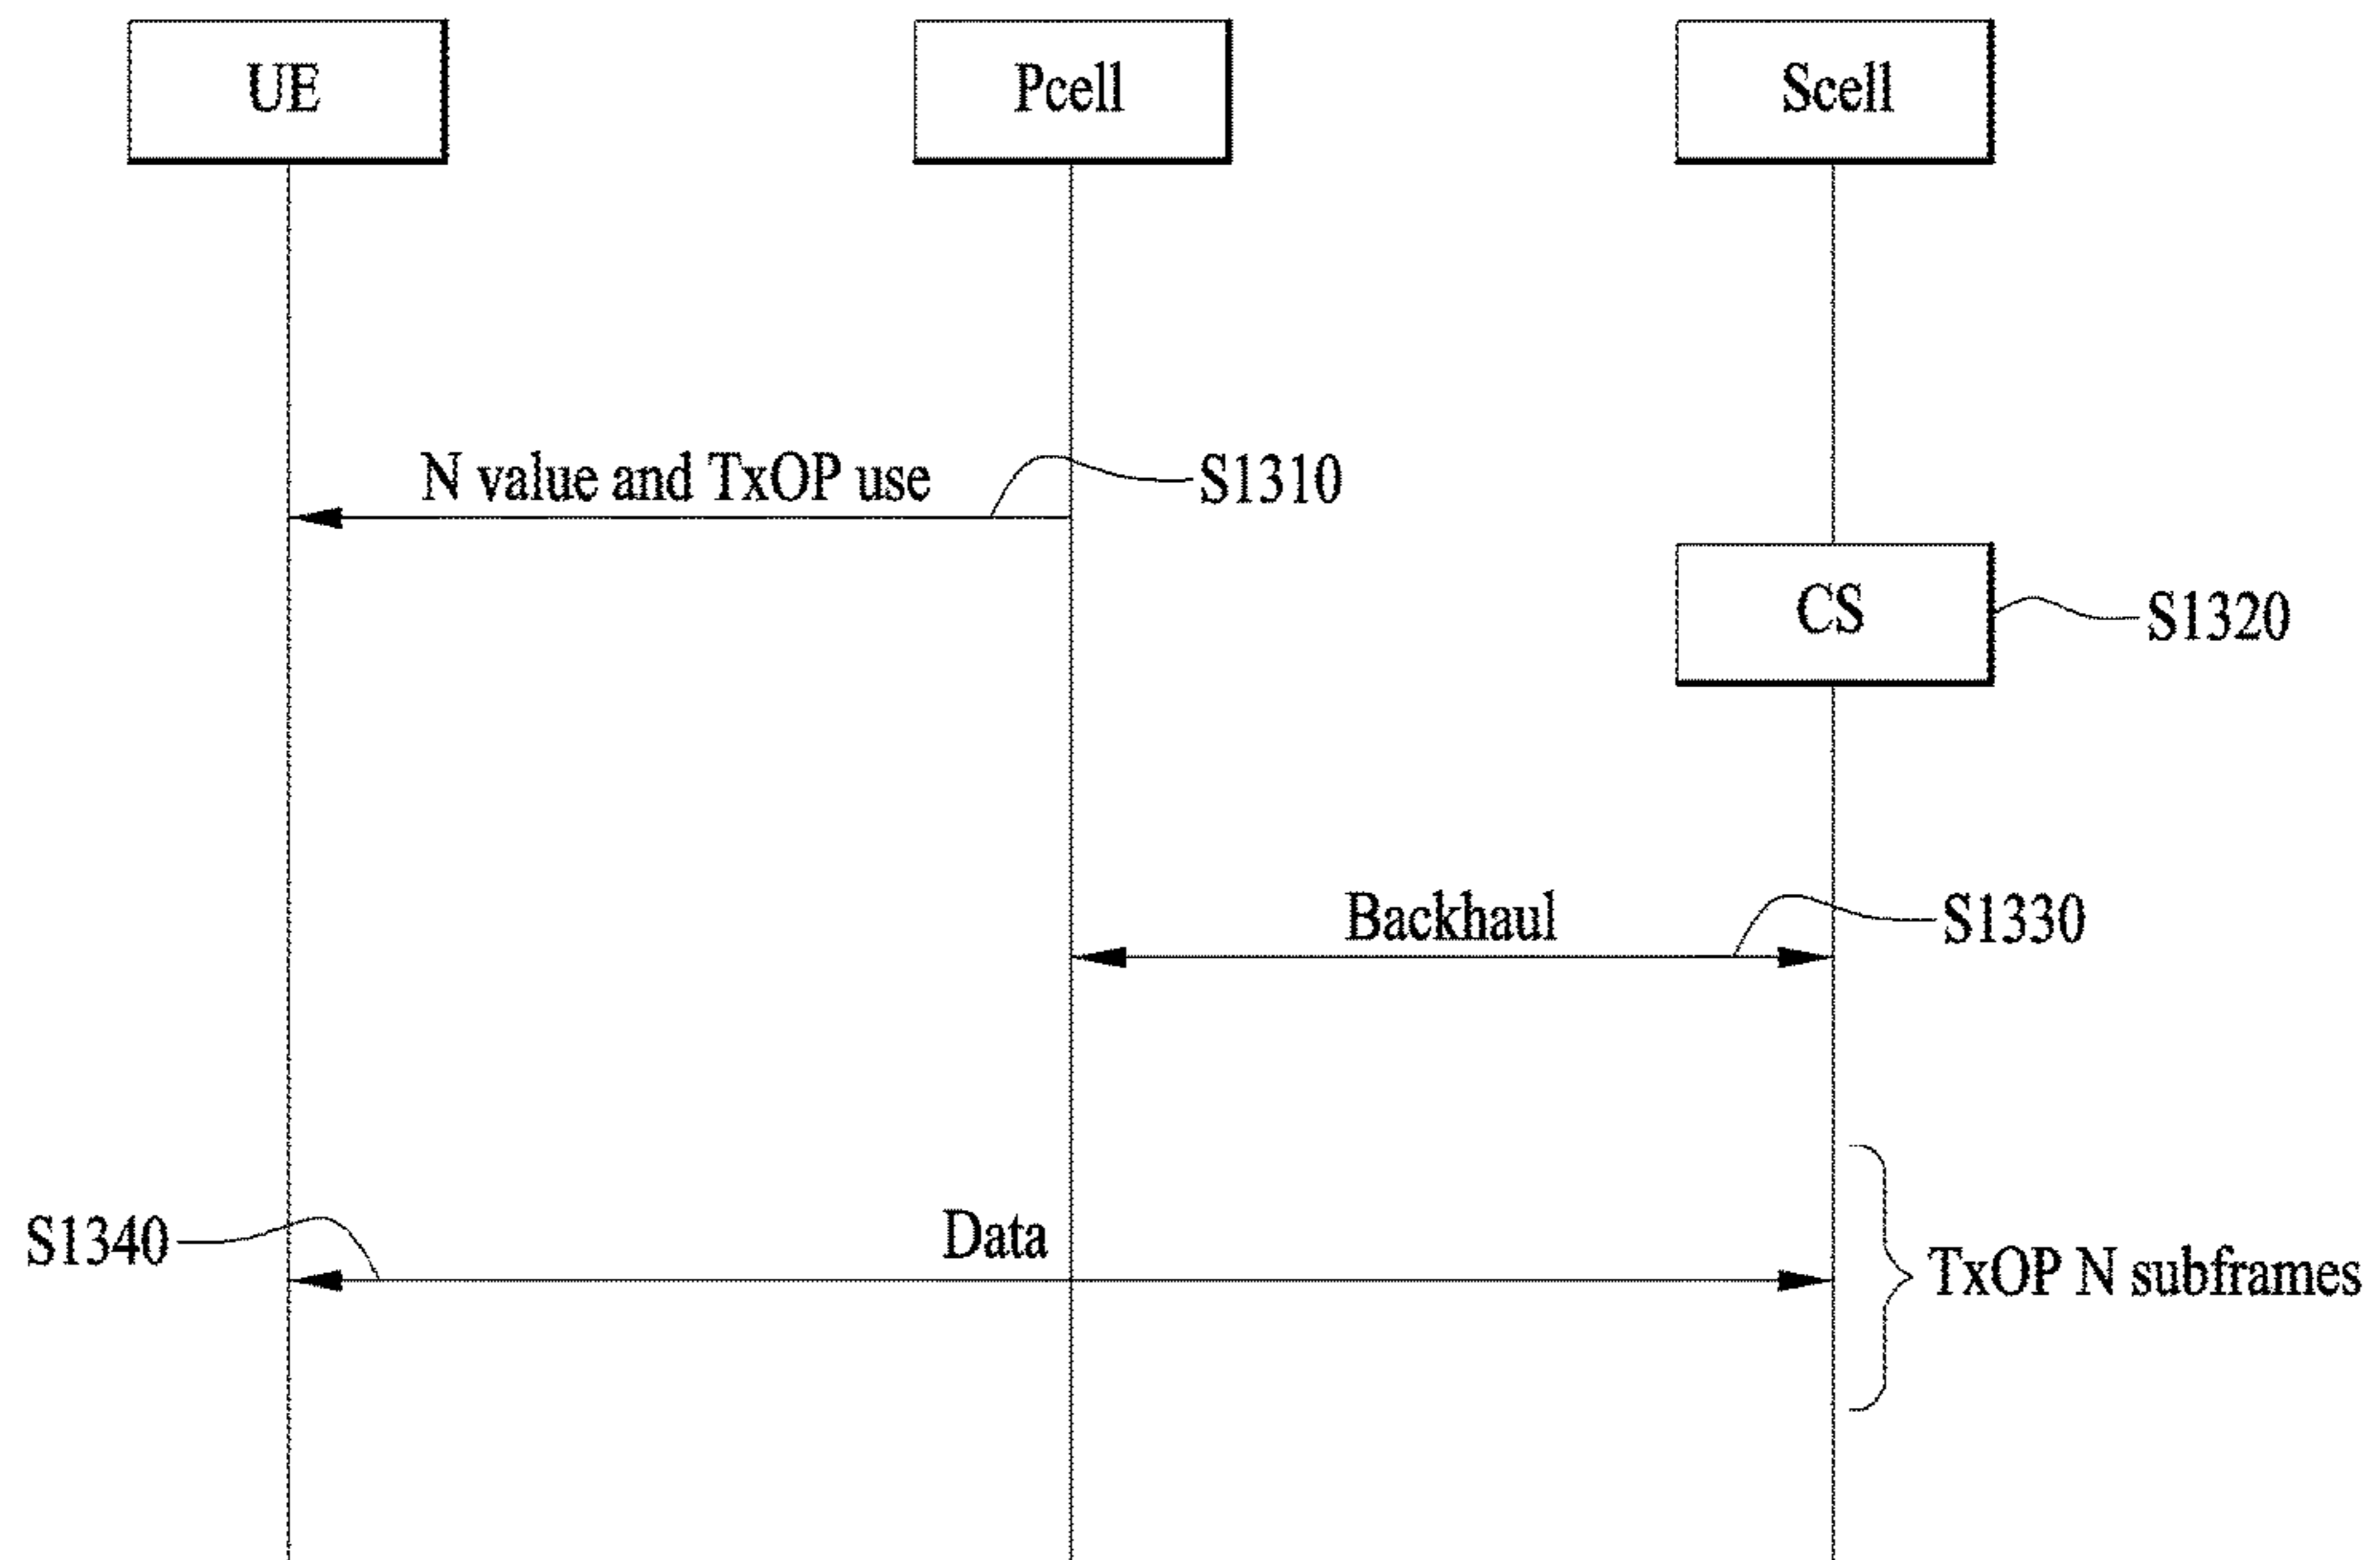 UE
Pcell
Scell
N value and TxOP use
S1310
CS
S1320
Backhaul
S1330
S1340
Data
TxOP N subframes